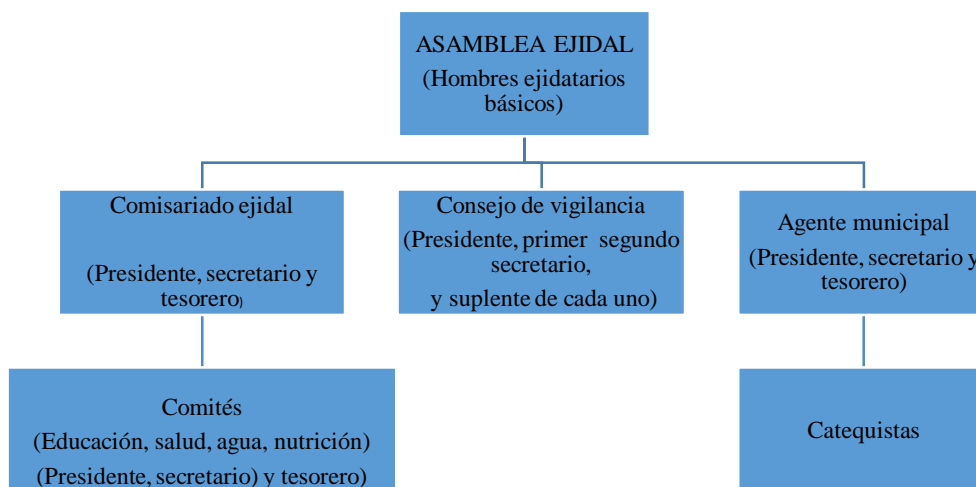 ASAMBLEA EJIDAL
(Hombres ejidatarios
básicos)
Comisariado ejidal
(Presidente, secretario y
tesorero)
Consejo de vigilancia
(Presidente, primer segundo
secretario,
y suplente de cada uno)
Agente municipal
(Presidente, secretario y
tesorero)
Comités
(Educación, salud, agua, nutrición)
(Presidente, secretario) y tesorero)
Catequistas